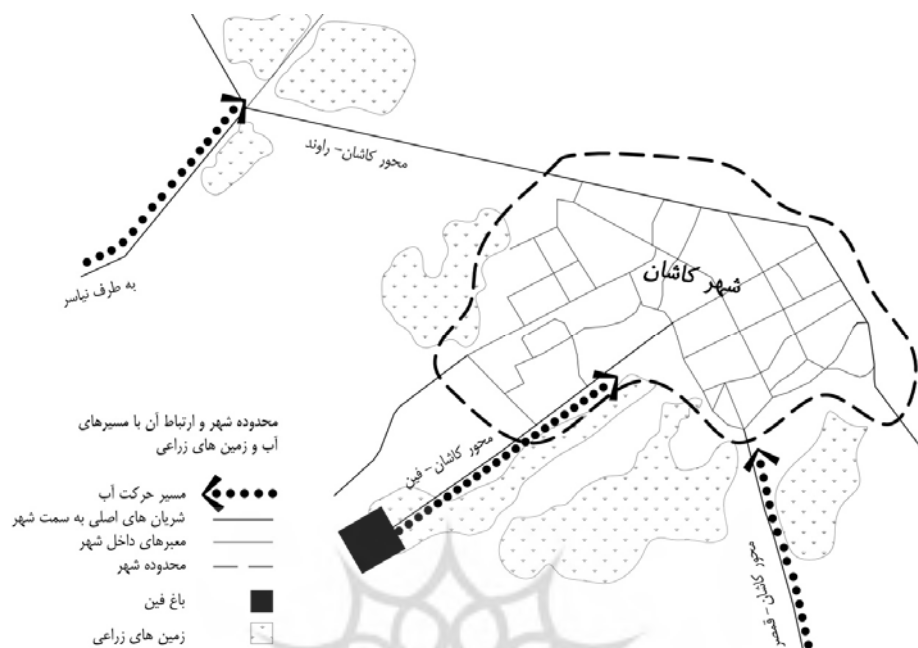 محور کاشان- راوند
به طرف نیاسر
شهر کاشان
محور کاشان- فین
محور کاشان- قمصر
محدوده شهر و ارتباط آن با مسیرهای
آب و زمین های زراعی
مسیر حرکت آب
شریان های اصلی به سمت شهر
معبرهای داخل شهر
محدوده شهر
باغ فین
زمین های زراعی